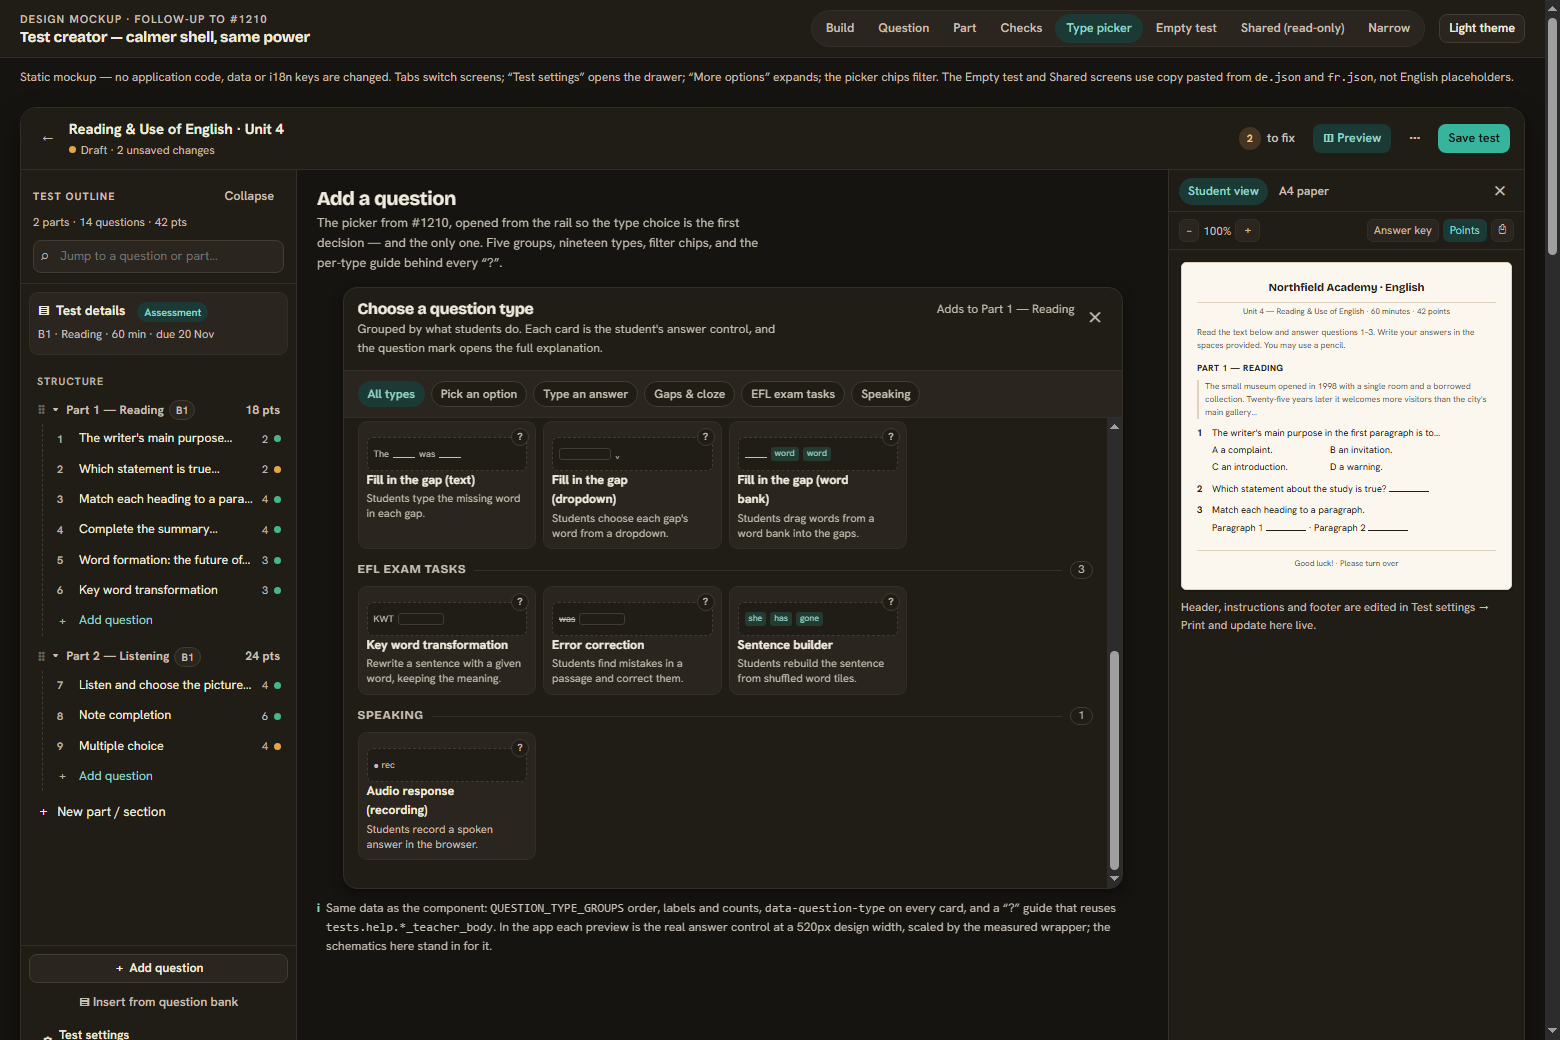 DESIGN MOCKUP · FOLLOW-UP TO #1210
Test creator — calmer shell, same power
Build Question Part Checks Type picker Empty test Shared (read-only) Narrow Light theme
Static mockup — no application code, data or i18n keys are changed. Tabs switch screens; “Test settings” opens the drawer; “More options” expands; the picker chips filter. The Empty test and Shared screens use copy pasted from de.json and fr.json, not English placeholders.
← Reading & Use of English · Unit 4
Draft · 2 unsaved changes
2 to fix Preview ··· Save test
TEST OUTLINE Collapse
2 parts · 14 questions · 42 pts
Jump to a question or part...
Test details Assessment
B1 · Reading · 60 min · due 20 Nov
STRUCTURE
Part 1 — Reading B1 18 pts
1 The writer's main purpose... 2
2 Which statement is true... 2
3 Match each heading to a para... 4
4 Complete the summary... 4
5 Word formation: the future of... 3
6 Key word transformation 3
+ Add question
Part 2 — Listening B1 24 pts
7 Listen and choose the picture... 4
8 Note completion 6
9 Multiple choice 4
+ Add question
+ New part / section
+ Add question
Insert from question bank
Test settings
Add a question
The picker from #1210, opened from the rail so the type choice is the first
decision — and the only one. Five groups, nineteen types, filter chips, and the
per-type guide behind every “?”.
Choose a question type
Adds to Part 1 — Reading ✕
Grouped by what students do. Each card is the student's answer control, and
the question mark opens the full explanation.
All types Pick an option Type an answer Gaps & cloze EFL exam tasks Speaking
The ____ was ____ ?
Fill in the gap (text)
Students type the missing word
in each gap.
?
Fill in the gap
(dropdown)
Students choose each gap's
word from a dropdown.
____ word word ?
Fill in the gap (word
bank)
Students drag words from a
word bank into the gaps.
EFL EXAM TASKS 3
KWT ?
Key word transformation
Rewrite a sentence with a given
word, keeping the meaning.
was ?
Error correction
Students find mistakes in a
passage and correct them.
she has gone ?
Sentence builder
Students rebuild the sentence
from shuffled word tiles.
SPEAKING 1
● rec ?
Audio response
(recording)
Students record a spoken
answer in the browser.
i Same data as the component: QUESTION_TYPE_GROUPS order, labels and counts, data-question-type on every card, and a “?” guide that reuses
tests.help.*_teacher_body. In the app each preview is the real answer control at a 520px design width, scaled by the measured wrapper; the
schematics here stand in for it.
Student view A4 paper ✕
- 100% + Answer key Points
Northfield Academy · English
Unit 4 — Reading & Use of English · 60 minutes · 42 points
Read the text below and answer questions 1–3. Write your answers in the
spaces provided. You may use a pencil.
PART 1 — READING
The small museum opened in 1998 with a single room and a borrowed
collection. Twenty-five years later it welcomes more visitors than the city's
main gallery...
1 The writer's main purpose in the first paragraph is to...
A a complaint. B an invitation.
C an introduction. D a warning.
2 Which statement about the study is true? ________
3 Match each heading to a paragraph.
Paragraph 1 ________ · Paragraph 2 ________
Good luck! · Please turn over
Header, instructions and footer are edited in Test settings →
Print and update here live.